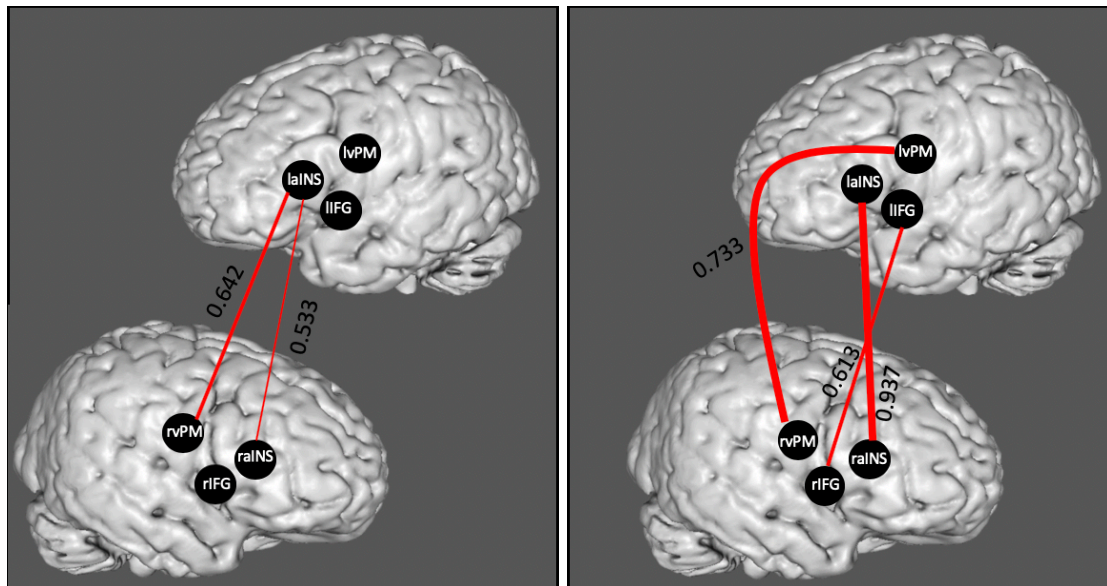 lvPM
laINS
lIFG
0.642
0.533
rvPM
raINS
rIFG
lvPM
laINS
lIFG
0.733
0.613
0.937
rvPM
raINS
rIFG